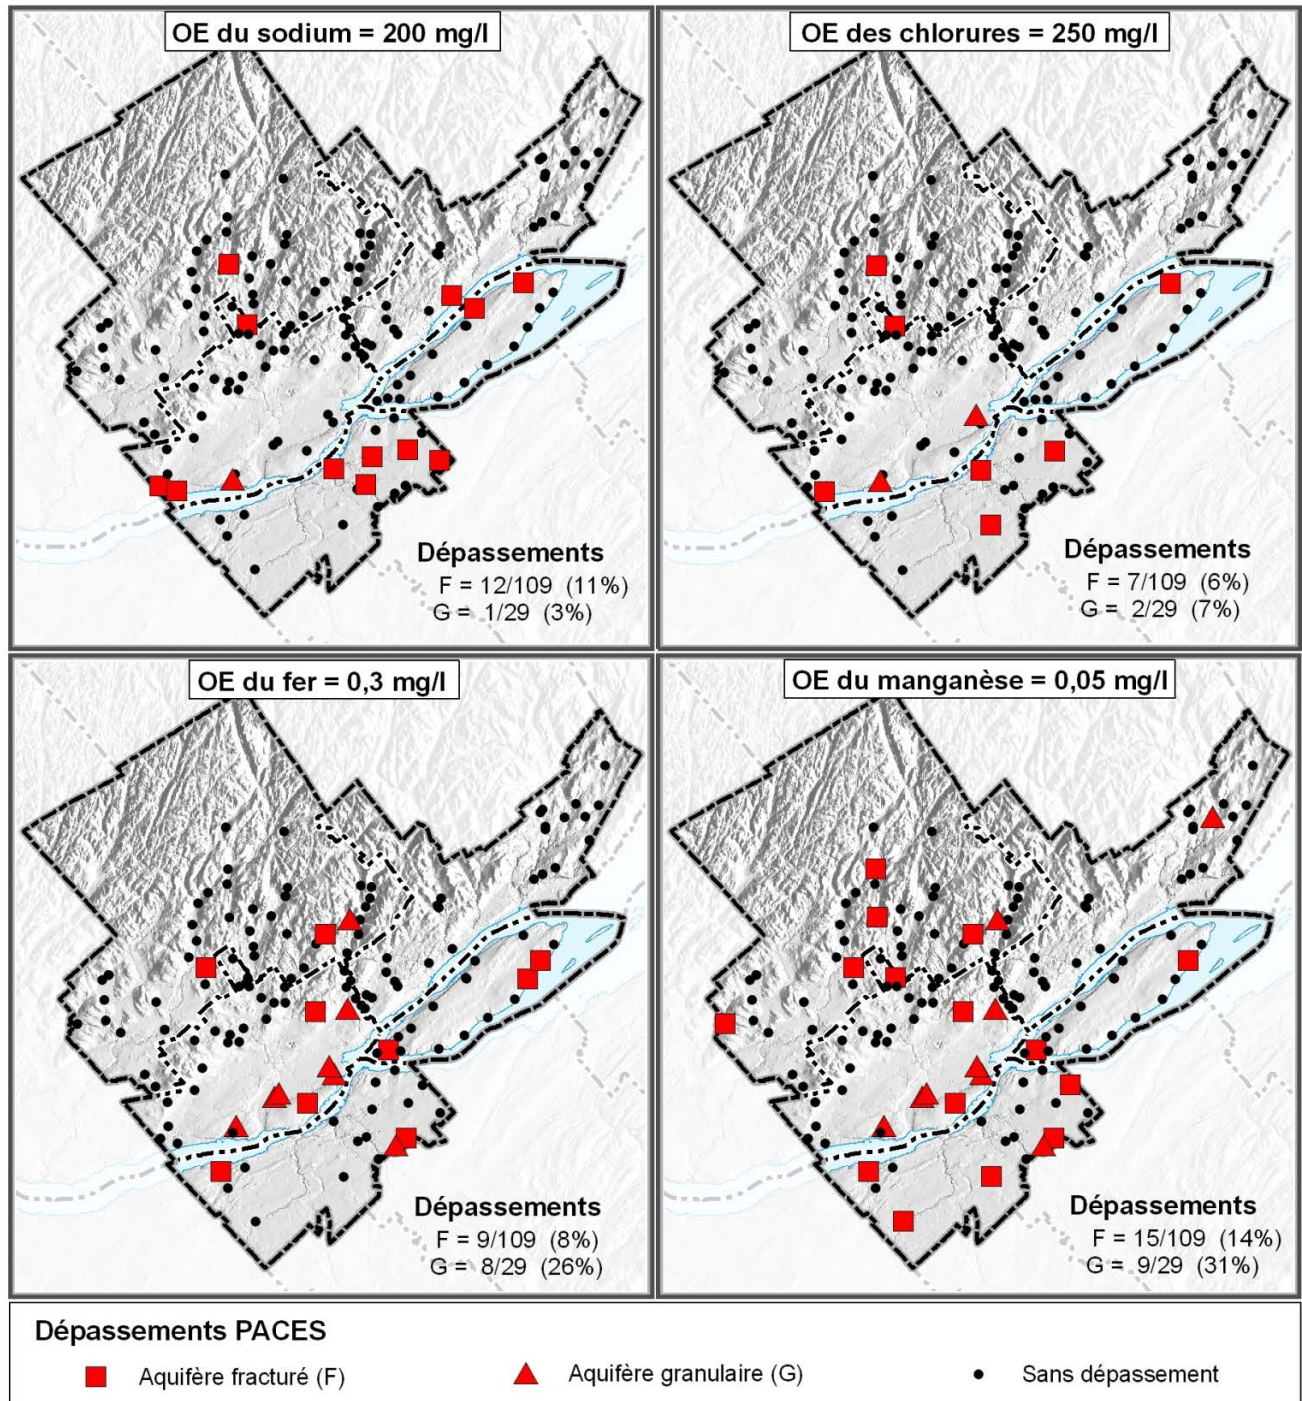 OE du sodium = 200 mg/l
Dépassements
F = 12/109 (11%)
G = 1/29 (3%)
OE des chlorures = 250 mg/l
Dépassements
F = 7/109 (6%)
G = 2/29 (7%)
OE du fer = 0,3 mg/l
Dépassements
F = 9/109 (8%)
G = 8/29 (26%)
OE du manganèse = 0,05 mg/l
Dépassements
F = 15/109 (14%)
G = 9/29 (31%)
Dépassements PACES
Aquifère fracturé (F)
Aquifère granulaire (G)
Sans dépassement